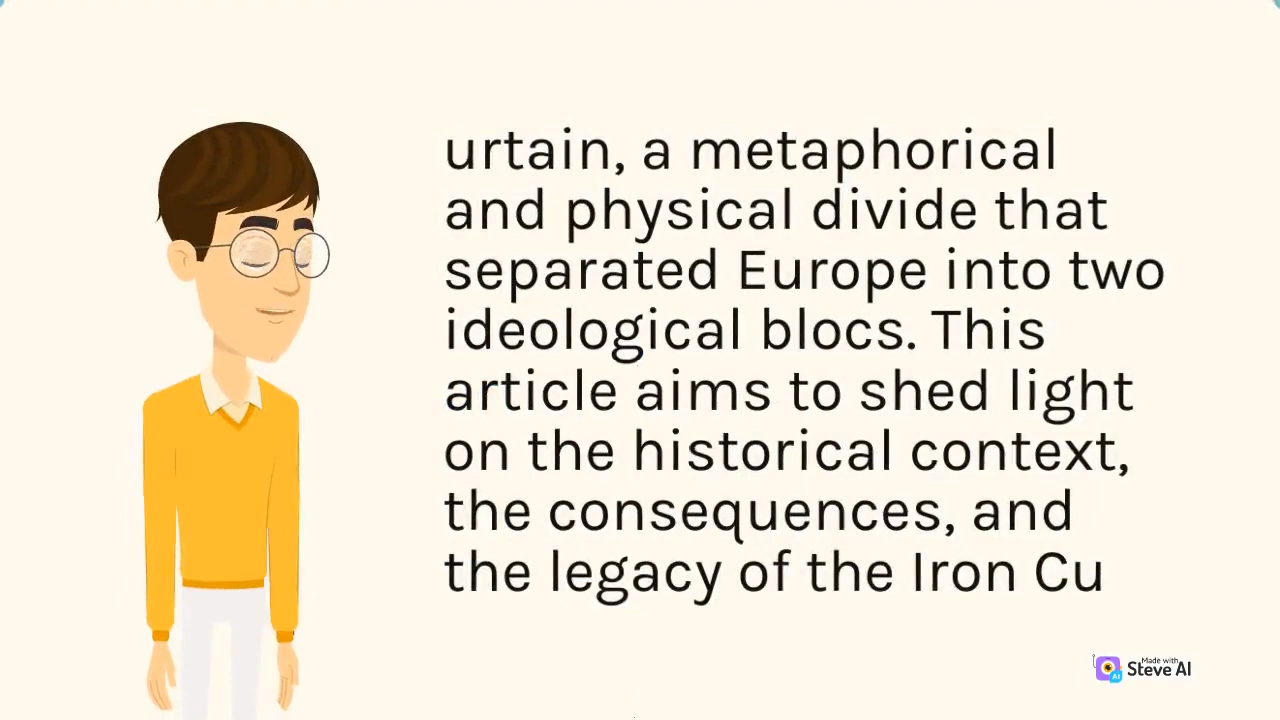 urtain, a metaphorical
and physical divide that
separated Europe into two
ideological blocs. This
article aims to shed light
on the historical context,
the consequences, and
the legacy of the Iron Cu
Made with
Steve AI
AI